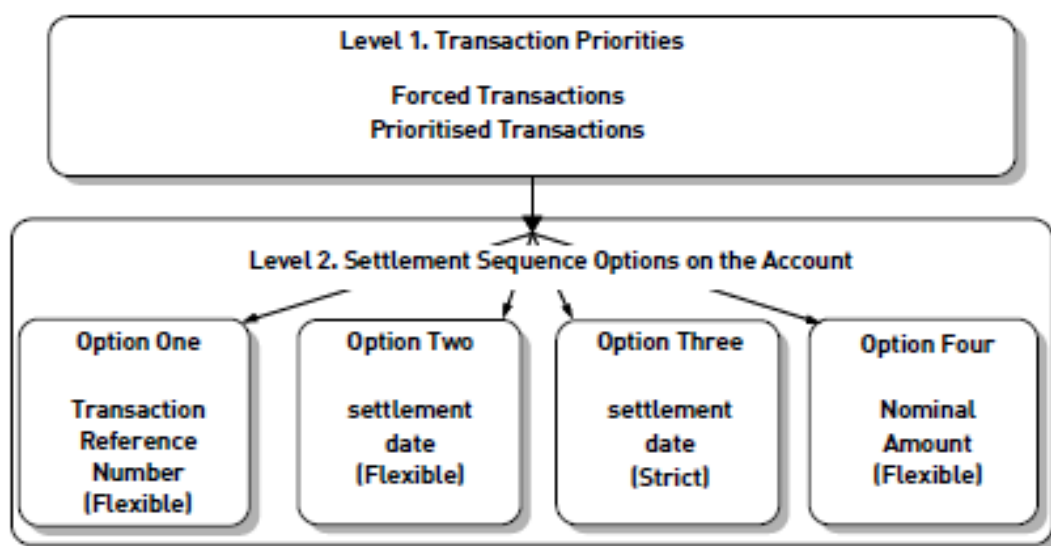 Level 1. Transaction Priorities
Forced Transactions
Prioritised Transactions
Level 2. Settlement Sequence Options on the Account
Option One
Transaction
Reference
Number
(Flexible)
Option Two
settlement
date
(Flexible)
Option Three
settlement
date
(Strict)
Option Four
Nominal
Amount
(Flexible)